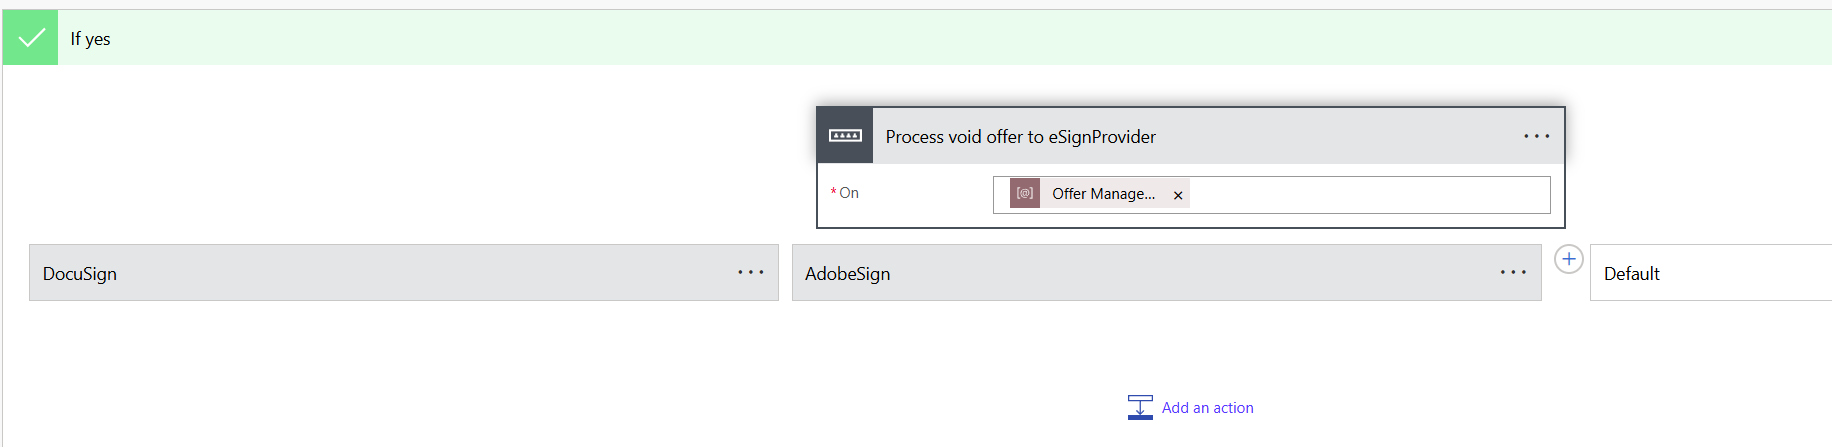 If yes
Process void offer to eSignProvider
* On
[@] Offer Manage... ×
DocuSign
AdobeSign
Default
Add an action